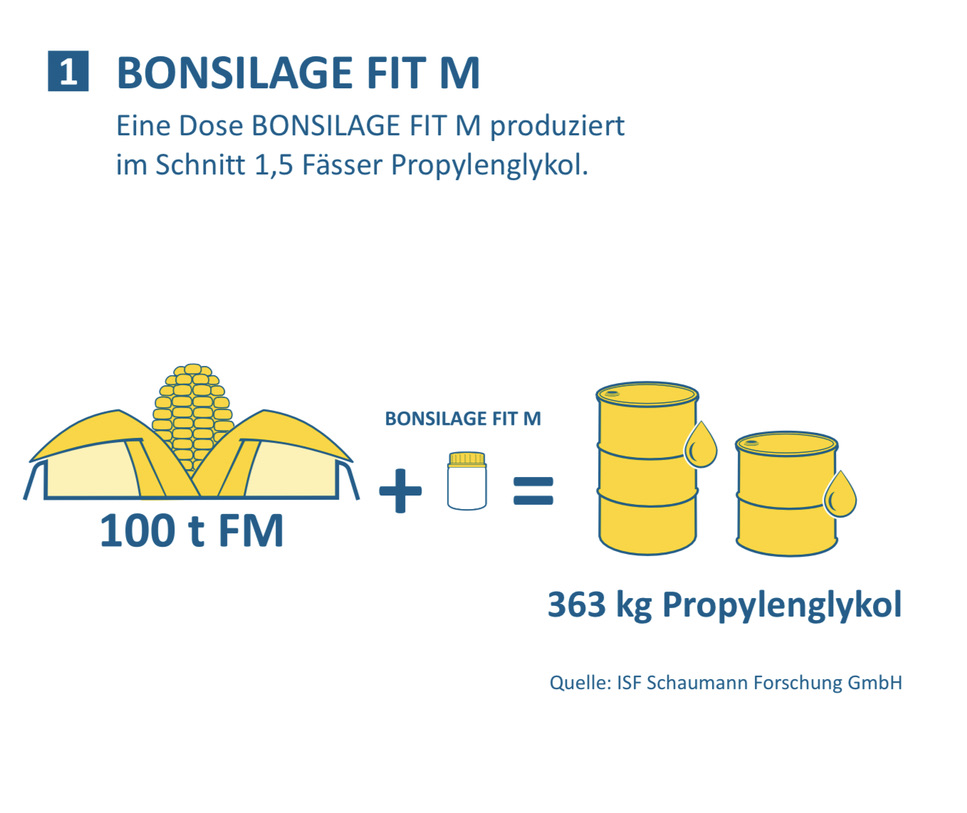 1 BONSILAGE FIT M
Eine Dose BONSILAGE FIT M produziert
im Schnitt 1,5 Fässer Propylenglykol.
BONSILAGE FIT M
100 t FM
363 kg Propylenglykol
Quelle: ISF Schaumann Forschung GmbH